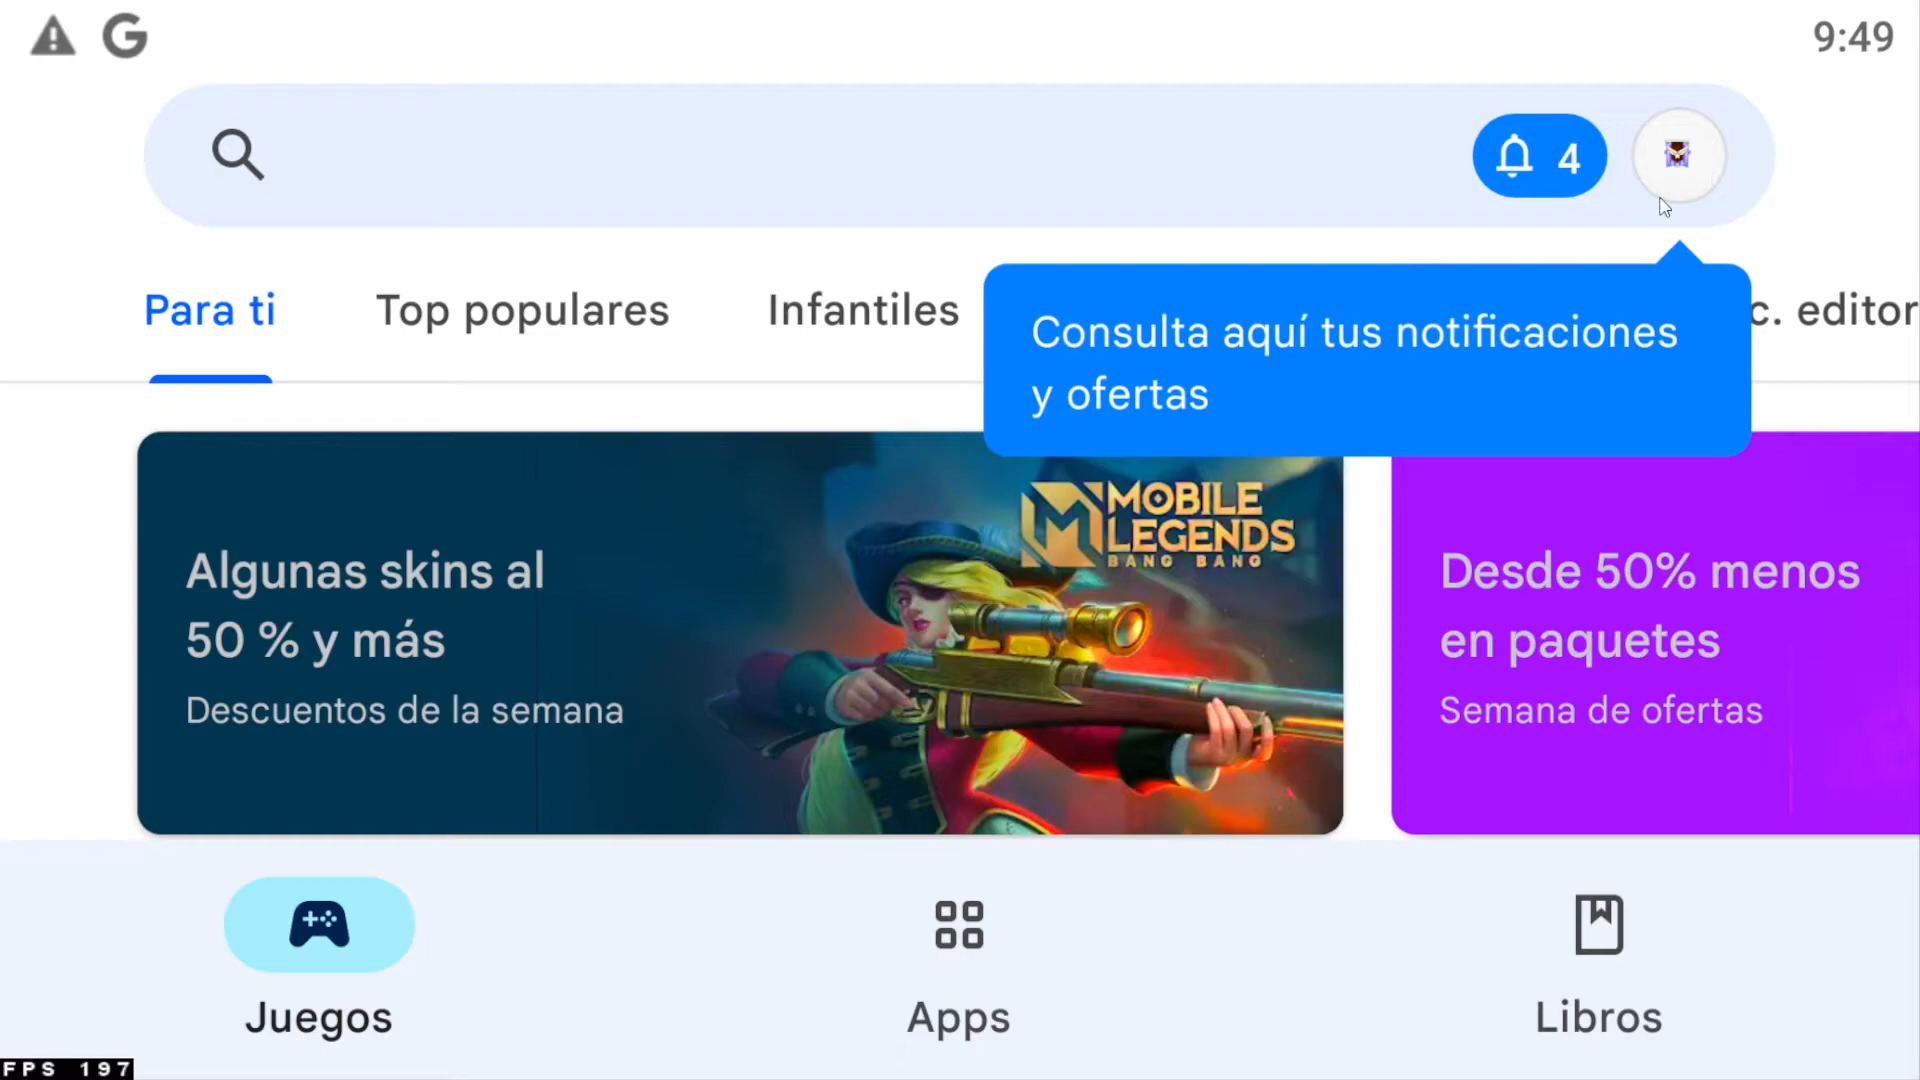 9:49
4
Para ti
Top populares
Infantiles
c. editor
Consulta aquí tus notificaciones
y ofertas
MOBILE
LEGENDS
BANG BANG
Algunas skins al
50 % y más
Descuentos de la semana
Desde 50% menos
en paquetes
Semana de ofertas
Juegos
Apps
Libros
FPS 197